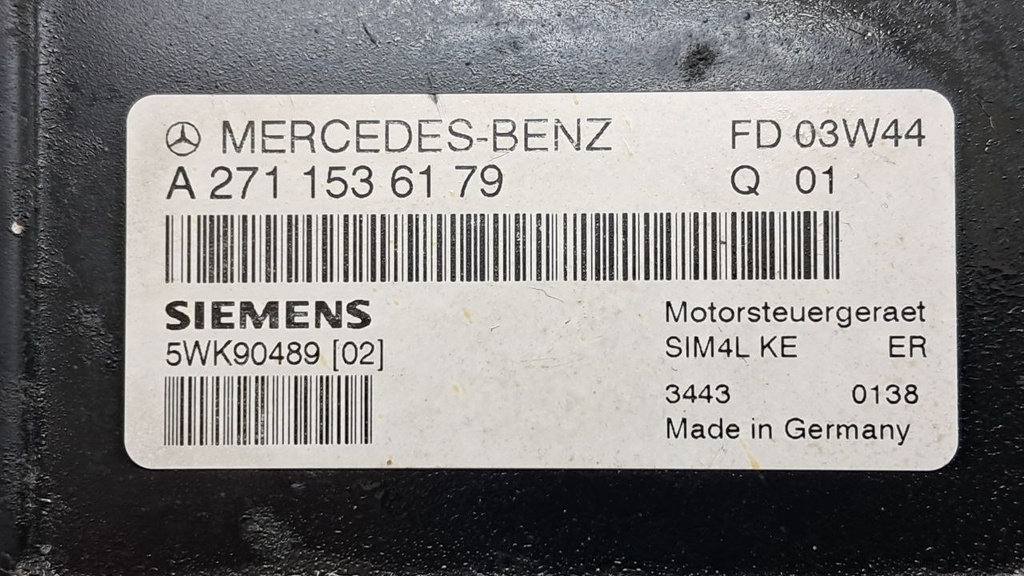 MERCEDES-BENZ FD 03W44
A 271 153 61 79 Q 01
SIEMENS
5WK90489 [02]
Motorsteuergeraet
SIM4L KE ER
3443 0138
Made in Germany